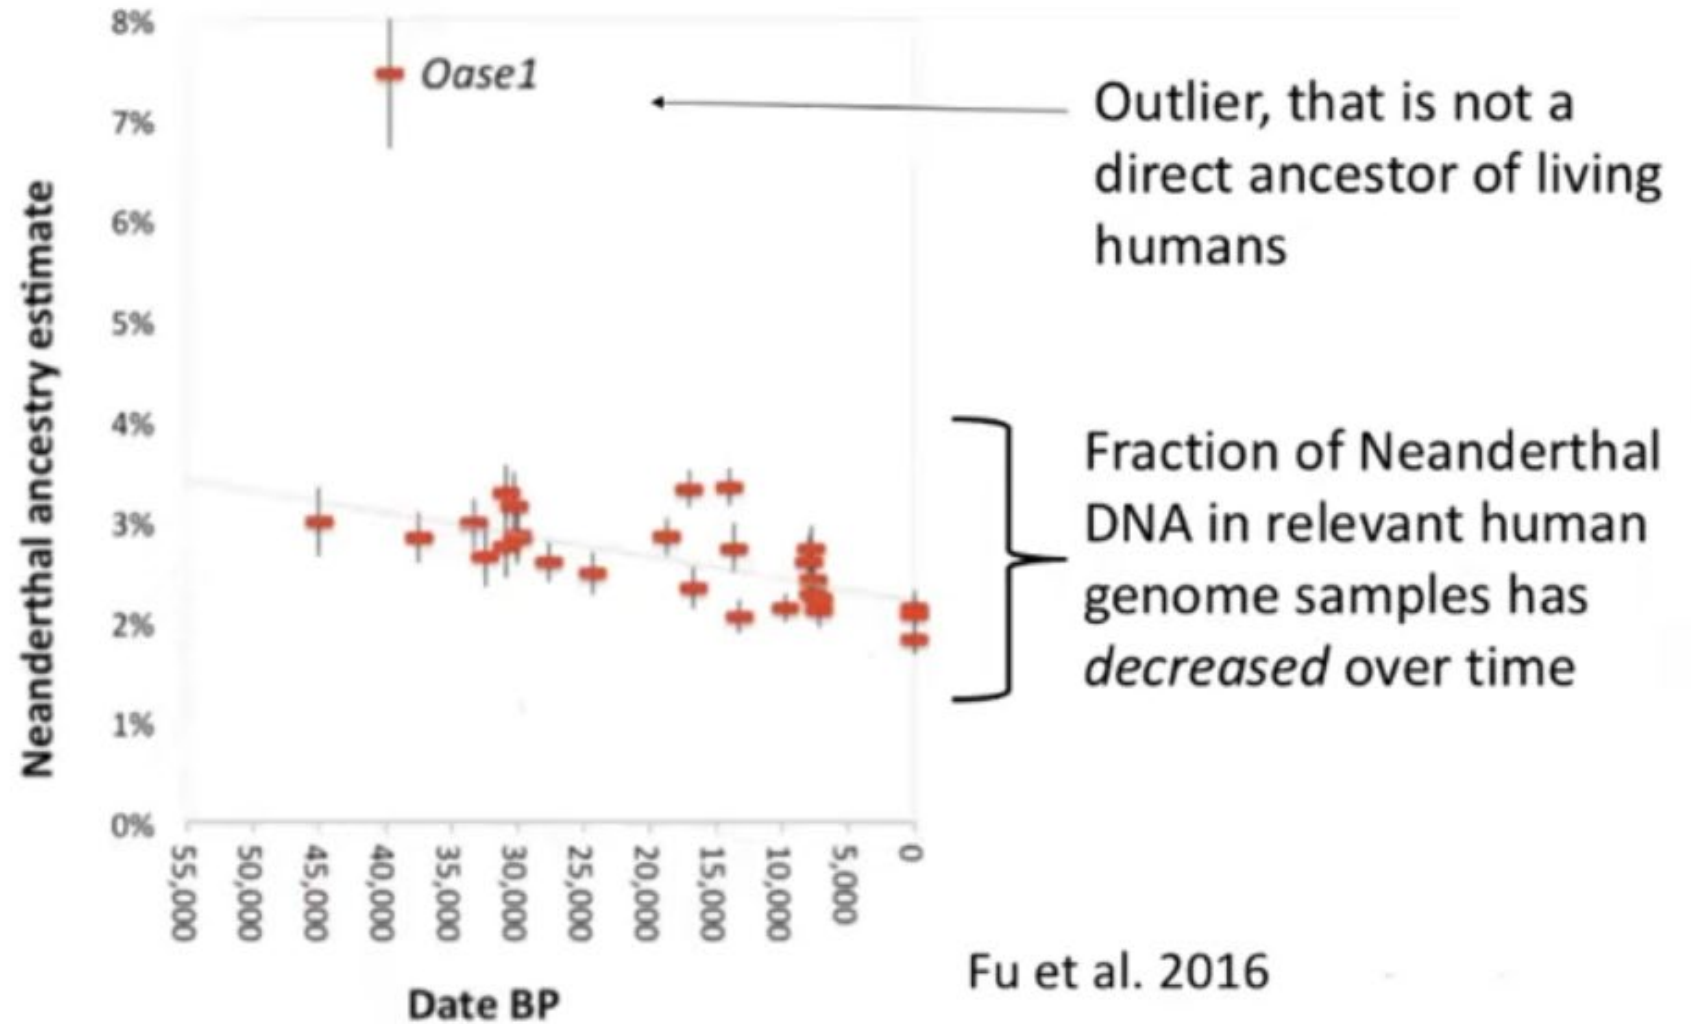 8%
7%
6%
5%
4%
3%
2%
1%
0%
Neanderthal ancestry estimate
Oase1
Outlier, that is not a
direct ancestor of living
humans
Fraction of Neanderthal
DNA in relevant human
genome samples has
decreased over time
55,000
50,000
45,000
40,000
35,000
30,000
25,000
20,000
15,000
10,000
5,000
0
Date BP
Fu et al. 2016